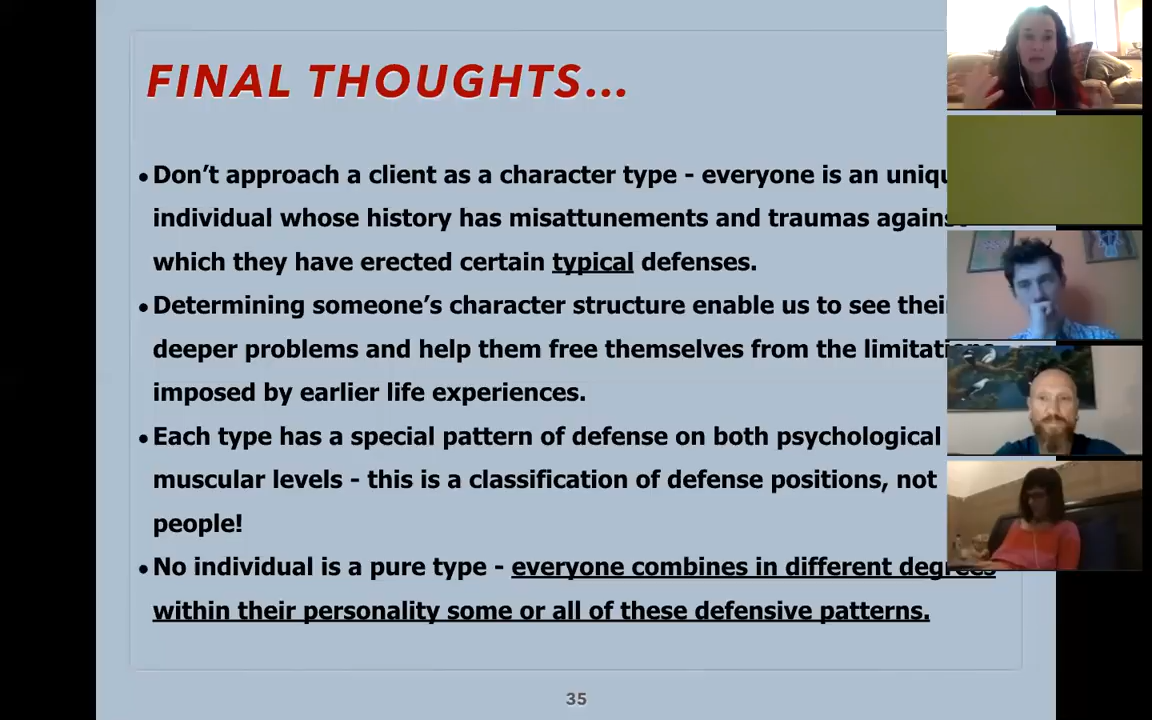 FINAL THOUGHTS...
• Don't approach a client as a character type - everyone is an
individual whose history has misattunements and traumas
which they have erected certain typical defenses.
• Determining someone's character structure enable us to see
deeper problems and help them free themselves from the limitations
imposed by earlier life experiences.
• Each type has a special pattern of defense on both psychological
muscular levels - this is a classification of defense positions, not
people!
• No individual is a pure type - everyone combines in different degrees
within their personality some or all of these defensive patterns.
35